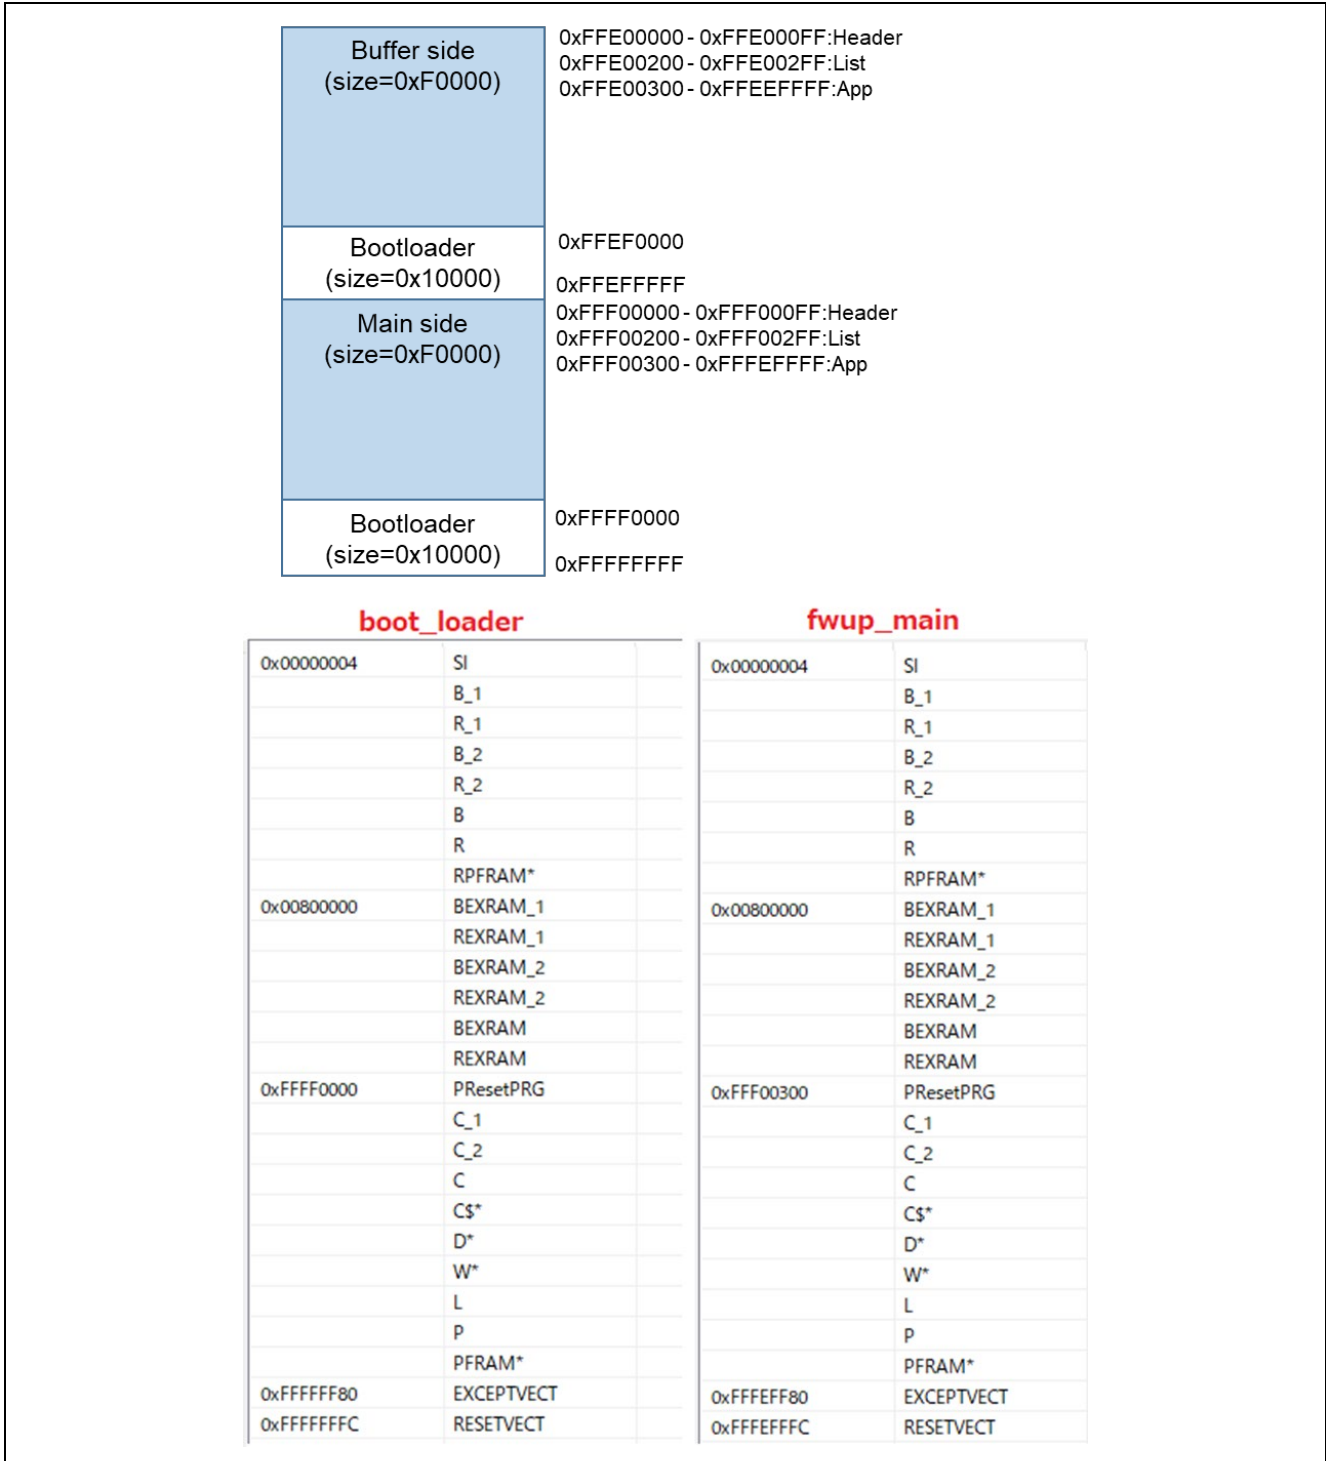 Buffer side
(size=0xF0000)
0xFFE00000 - 0xFFE000FF:Header
0xFFE00200 - 0xFFE002FF:List
0xFFE00300 - 0xFFEEFFFF:App
Bootloader
(size=0x10000)
0xFFEF0000
0xFFEFFFFF
Main side
(size=0xF0000)
0xFFF00000 - 0xFFF000FF:Header
0xFFF00200 - 0xFFF002FF:List
0xFFF00300 - 0xFFFEFFFF:App
Bootloader
(size=0x10000)
0xFFFF0000
0xFFFFFFFF
boot_loader
0x00000004 SI
B_1
R_1
B_2
R_2
B
R
RPFRAM*
0x00800000 BEXRAM_1
REXRAM_1
BEXRAM_2
REXRAM_2
BEXRAM
REXRAM
0xFFFF0000 PResetPRG
C_1
C_2
C
C$*
D*
W*
L
P
PFRAM*
0xFFFFFF80 EXCEPTVECT
0xFFFFFFFC RESETVECT
fwup_main
0x00000004 SI
B_1
R_1
B_2
R_2
B
R
RPFRAM*
0x00800000 BEXRAM_1
REXRAM_1
BEXRAM_2
REXRAM_2
BEXRAM
REXRAM
0xFFF00300 PResetPRG
C_1
C_2
C
C$*
D*
W*
L
P
PFRAM*
0xFFFEFF80 EXCEPTVECT
0xFFFEFFFC RESETVECT